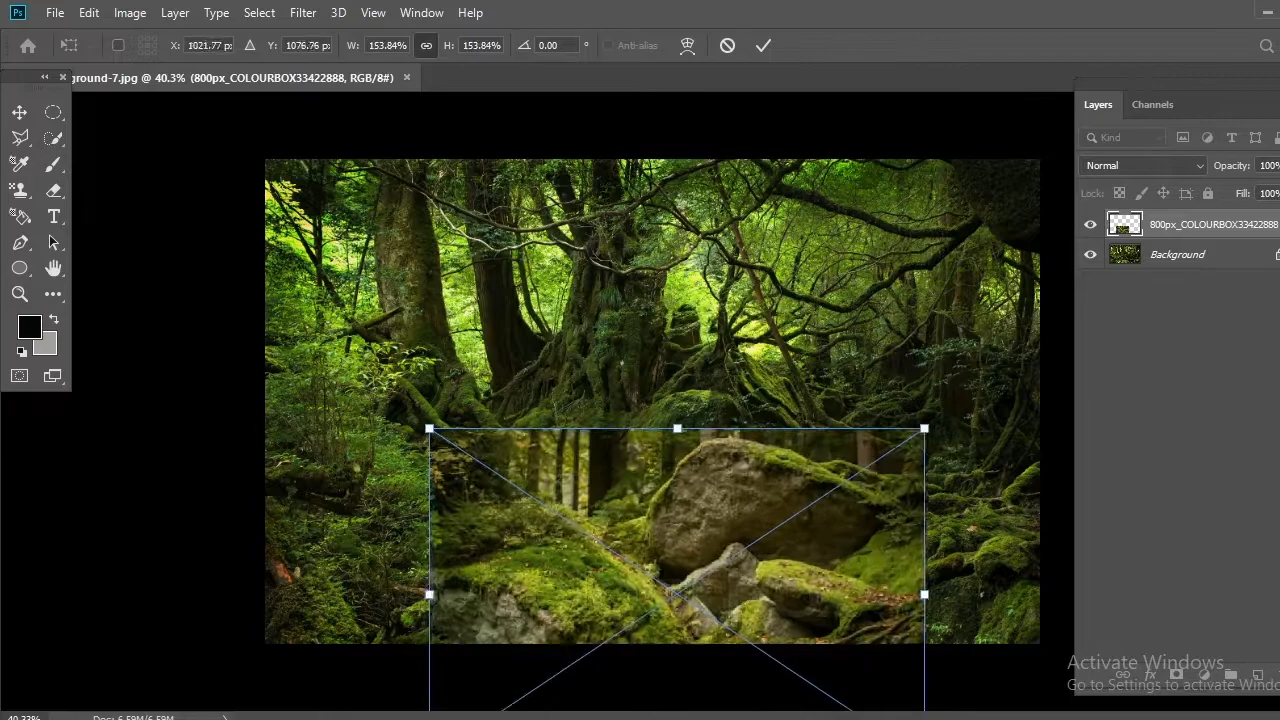 Ps File Edit Image Layer Type Select Filter 3D View Window Help
X: 1021.77 px Y: 1076.76 px W: 153.84% H: 153.84% 0.00 ° Anti-alias
ground-7.jpg @ 40.3% (800px_COLOURBOX33422888, RGB/8#) ×
Layers Channels
Kind
Normal Opacity: 100%
Lock: Fill: 100%
800px_COLOURBOX33422888
Background
Activate Windows
Go to Settings to activate Windo
40.33% Doc: 6.59M/6.59M